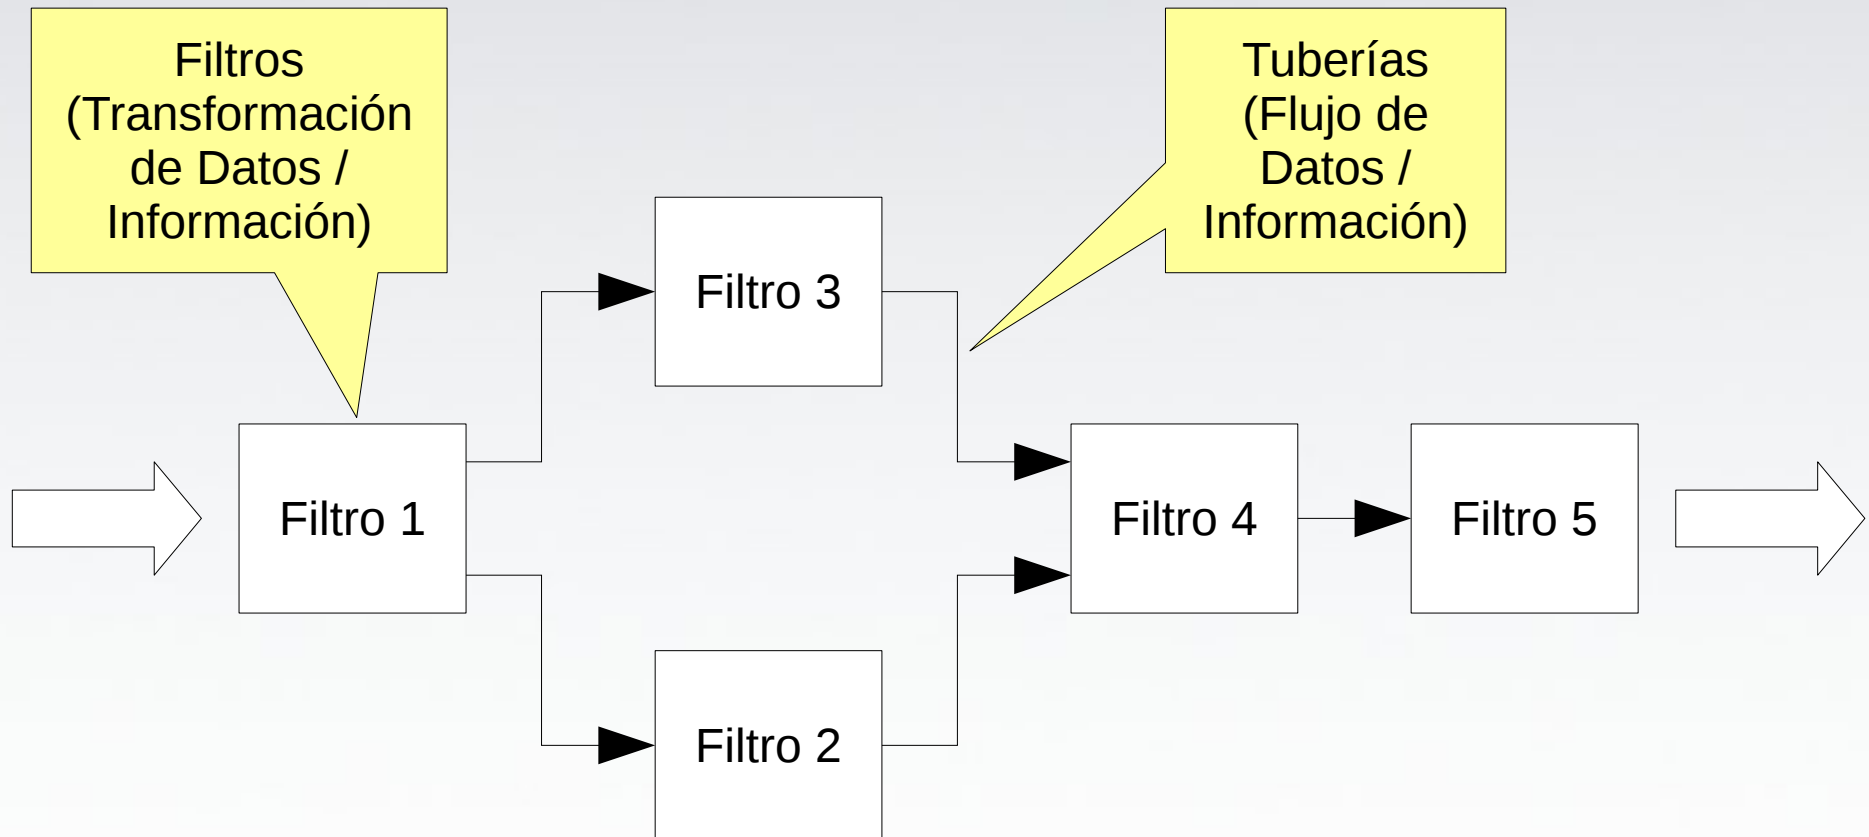 Filtros
(Transformación
de Datos /
Información)
Tuberías
(Flujo de
Datos /
Información)
Filtro 3
Filtro 1
Filtro 4
Filtro 5
Filtro 2